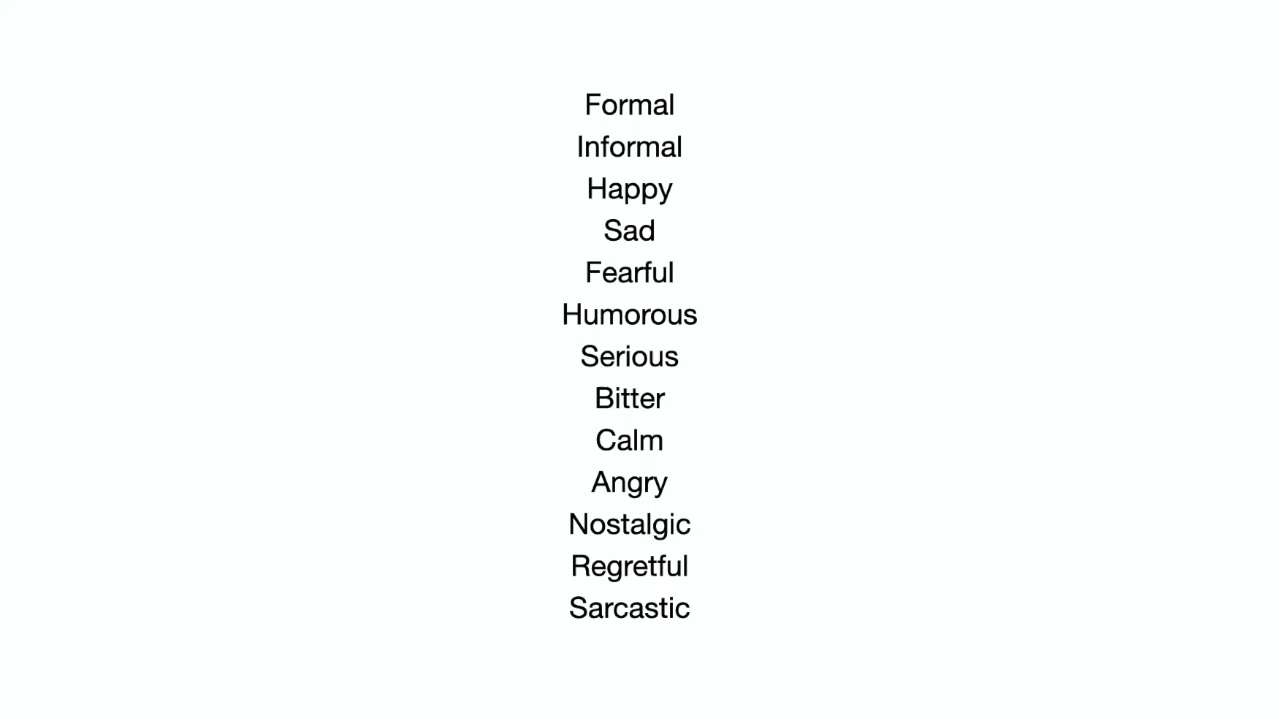 Formal
Informal
Happy
Sad
Fearful
Humorous
Serious
Bitter
Calm
Angry
Nostalgic
Regretful
Sarcastic